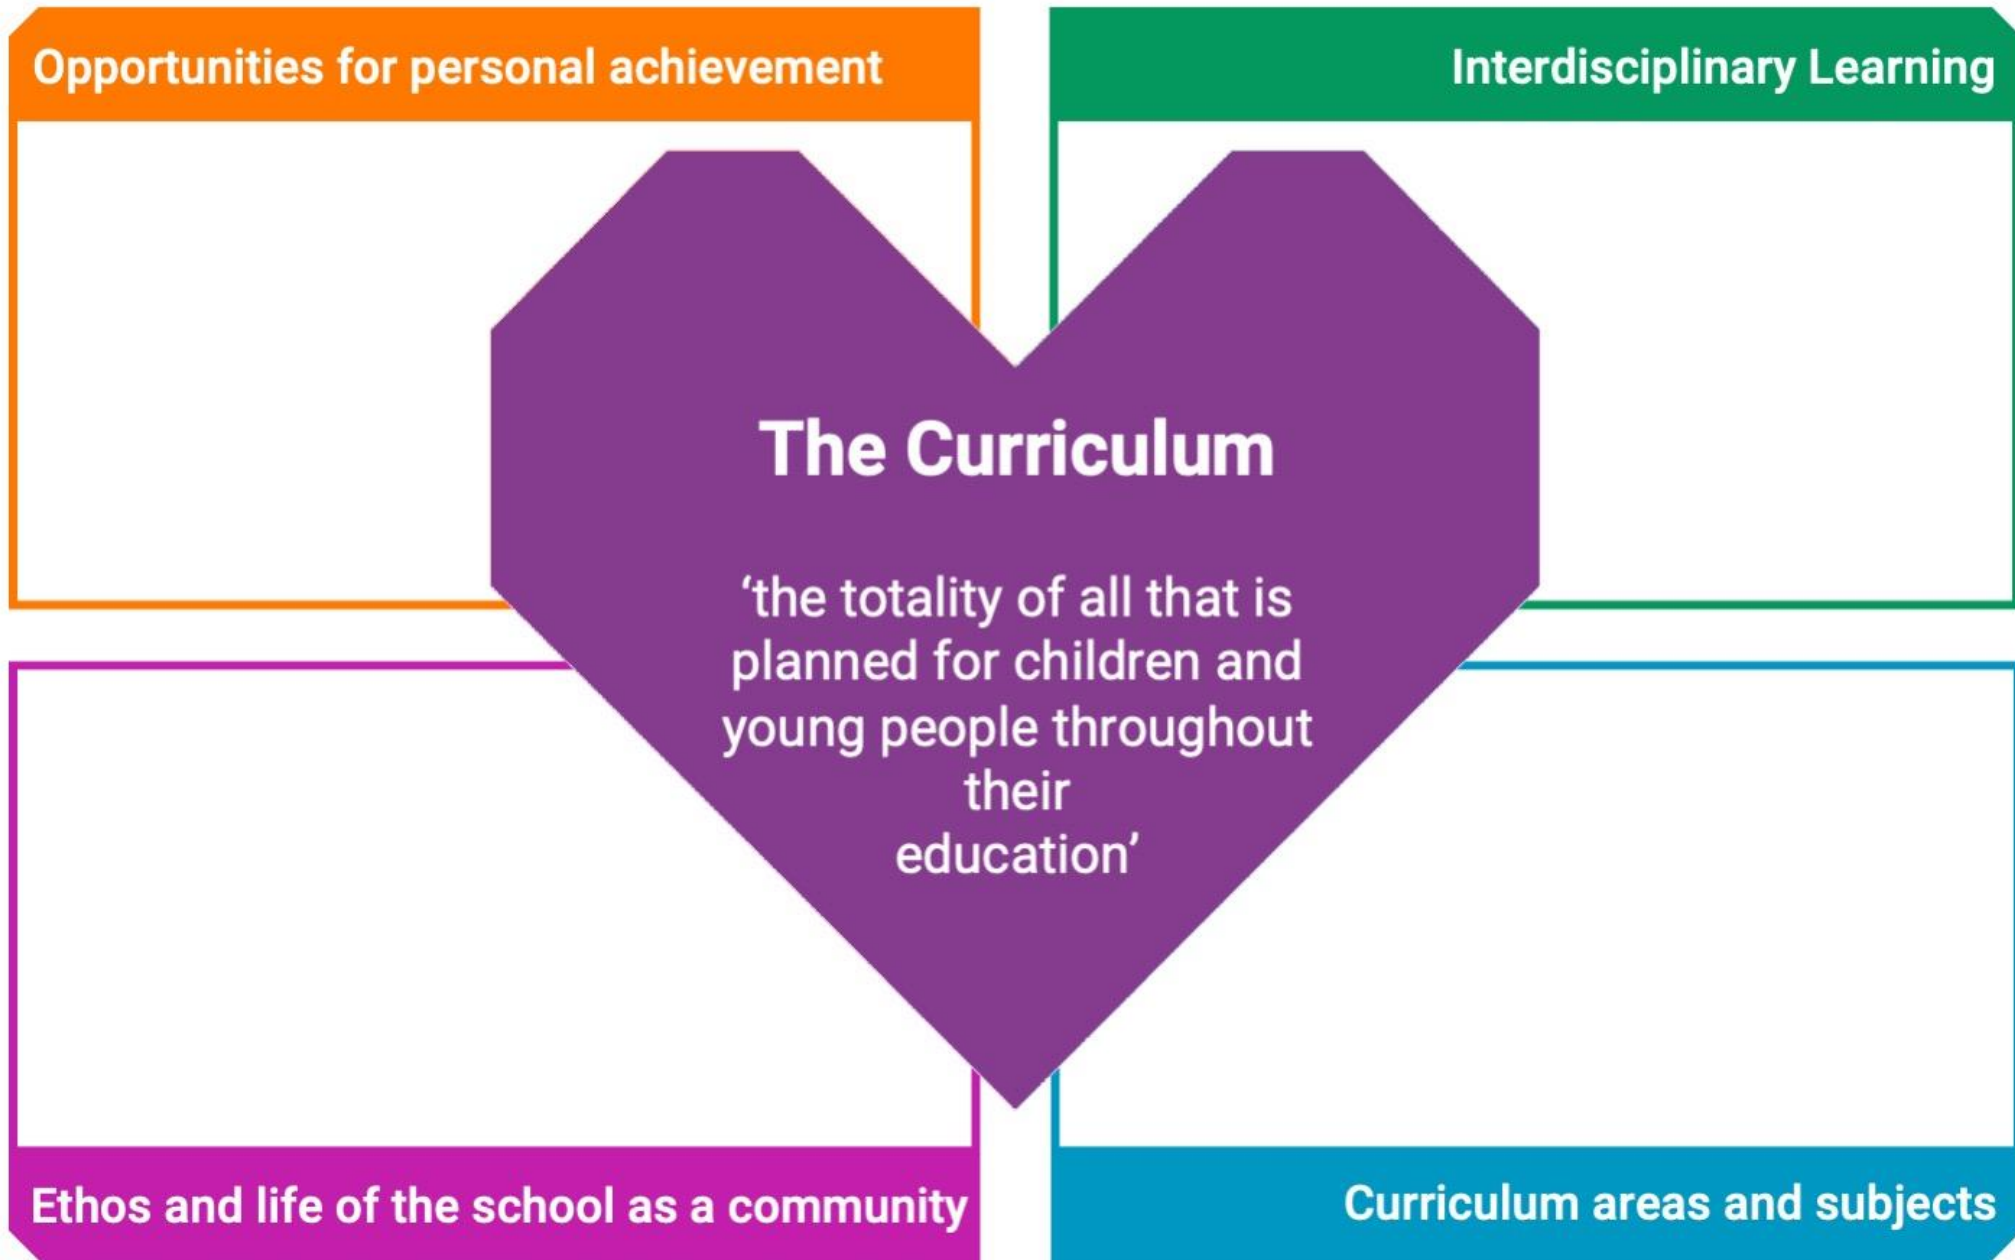 Opportunities for personal achievement
Interdisciplinary Learning
The Curriculum
‘the totality of all that is
planned for children and
young people throughout
their
education’
Ethos and life of the school as a community
Curriculum areas and subjects